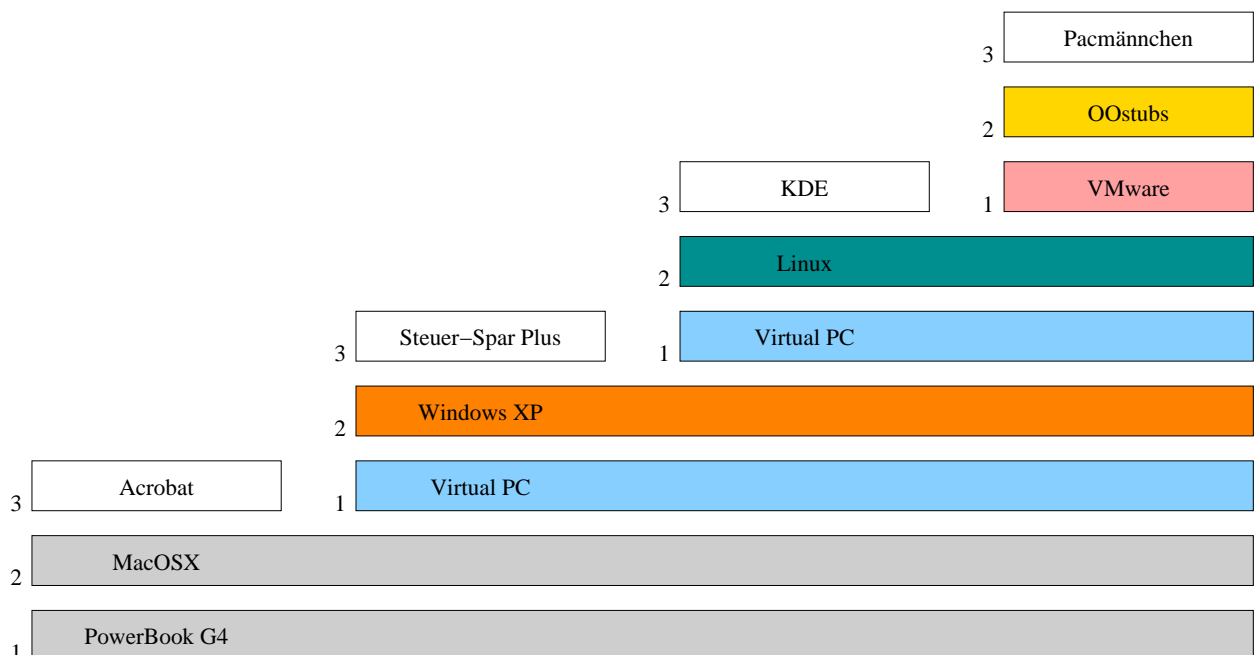 Pacmännchen
3
OOstubs
2
KDE
VMware
3
1
Linux
2
Steuer−Spar Plus
Virtual PC
3
1
Windows XP
2
Acrobat
Virtual PC
3
1
MacOSX
2
PowerBook G4
1